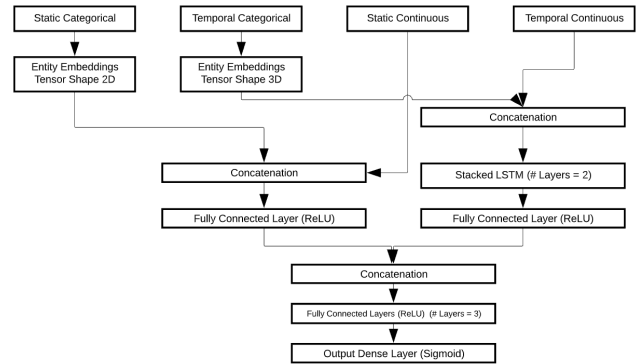 Static Categorical
Temporal Categorical
Static Continuous
Temporal Continuous
Entity Embeddings
Tensor Shape 2D
Entity Embeddings
Tensor Shape 3D
Concatenation
Concatenation
Stacked LSTM (# Layers = 2)
Fully Connected Layer (ReLU)
Fully Connected Layer (ReLU)
Concatenation
Fully Connected Layers (ReLU) (# Layers = 3)
Output Dense Layer (Sigmoid)